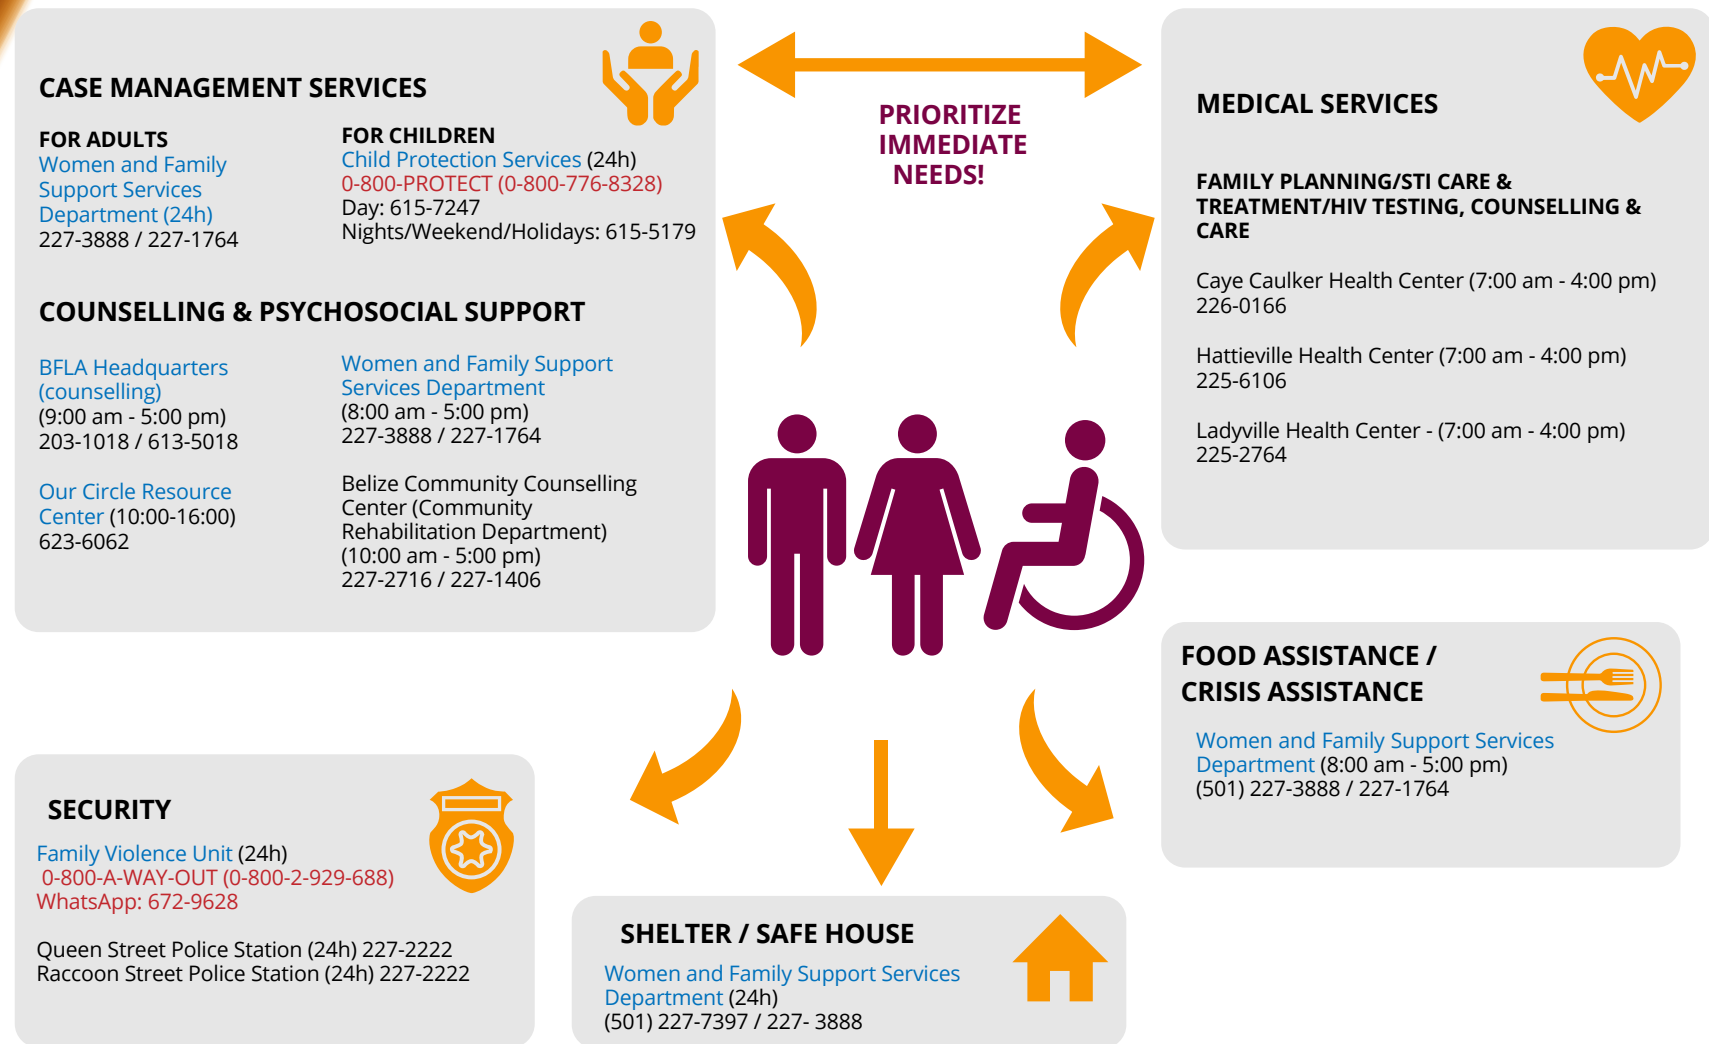 CASE MANAGEMENT SERVICES
FOR ADULTS
Women and Family
Support Services
Department (24h)
227-3888 / 227-1764
FOR CHILDREN
Child Protection Services (24h)
0-800-PROTECT (0-800-776-8328)
Day: 615-7247
Nights/Weekend/Holidays: 615-5179
COUNSELLING & PSYCHOSOCIAL SUPPORT
BFLA Headquarters
(counselling)
(9:00 am - 5:00 pm)
203-1018 / 613-5018
Our Circle Resource
Center (10:00-16:00)
623-6062
Women and Family Support
Services Department
(8:00 am - 5:00 pm)
227-3888 / 227-1764
Belize Community Counselling
Center (Community
Rehabilitation Department)
(10:00 am - 5:00 pm)
227-2716 / 227-1406
PRIORITIZE
IMMEDIATE
NEEDS!
MEDICAL SERVICES
FAMILY PLANNING/STI CARE &
TREATMENT/HIV TESTING, COUNSELLING &
CARE
Caye Caulker Health Center (7:00 am - 4:00 pm)
226-0166
Hattieville Health Center (7:00 am - 4:00 pm)
225-6106
Ladyville Health Center - (7:00 am - 4:00 pm)
225-2764
FOOD ASSISTANCE /
CRISIS ASSISTANCE
Women and Family Support Services
Department (8:00 am - 5:00 pm)
(501) 227-3888 / 227-1764
SECURITY
Family Violence Unit (24h)
0-800-A-WAY-OUT (0-800-2-929-688)
WhatsApp: 672-9628
Queen Street Police Station (24h) 227-2222
Raccoon Street Police Station (24h) 227-2222
SHELTER / SAFE HOUSE
Women and Family Support Services
Department (24h)
(501) 227-7397 / 227- 3888